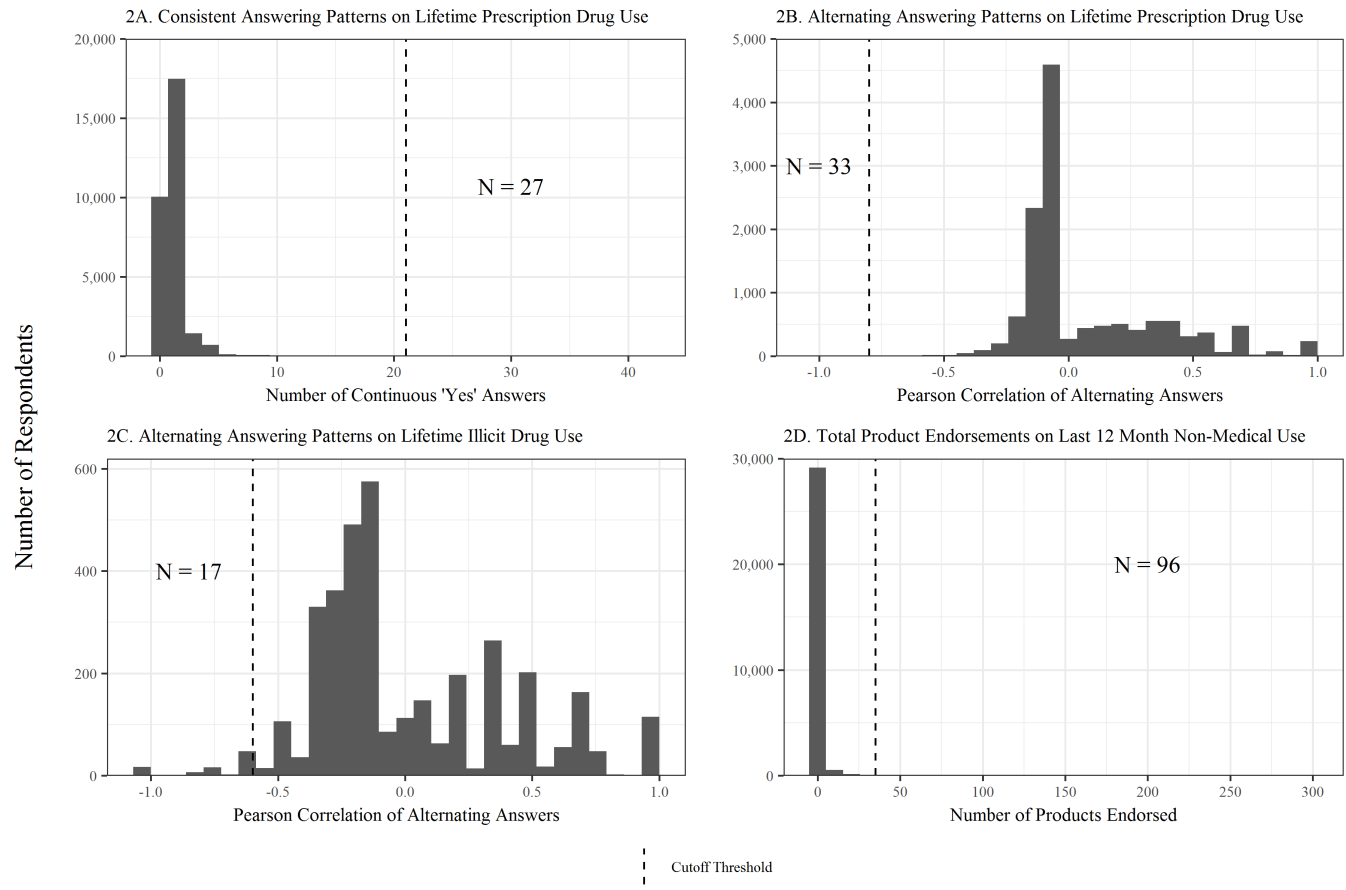 2A. Consistent Answering Patterns on Lifetime Prescription Drug Use
20,000
15,000
10,000
5,000
0
N = 27
0 10 20 30 40
Number of Continuous 'Yes' Answers
2B. Alternating Answering Patterns on Lifetime Prescription Drug Use
5,000
4,000
3,000
2,000
1,000
0
N = 33
-1.0 -0.5 0.0 0.5 1.0
Pearson Correlation of Alternating Answers
Number of Respondents
2C. Alternating Answering Patterns on Lifetime Illicit Drug Use
600
400
200
0
N = 17
-1.0 -0.5 0.0 0.5 1.0
Pearson Correlation of Alternating Answers
2D. Total Product Endorsements on Last 12 Month Non-Medical Use
30,000
20,000
10,000
0
N = 96
0 50 100 150 200 250 300
Number of Products Endorsed
Cutoff Threshold